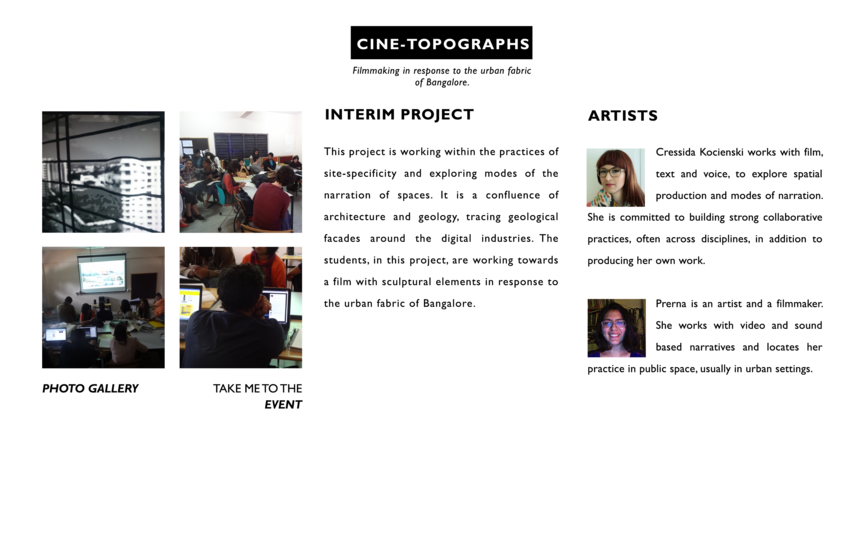 CINE-TOPOGRAPHS
Filmmaking in response to the urban fabric
of Bangalore.
INTERIM PROJECT
This project is working within the practices of
site-specificity and exploring modes of the
narration of spaces. It is a confluence of
architecture and geology, tracing geological
facades around the digital industries. The
students, in this project, are working towards
a film with sculptural elements in response to
the urban fabric of Bangalore.
ARTISTS
Cressida Kocienski works with film,
text and voice, to explore spatial
production and modes of narration.
She is committed to building strong collaborative
practices, often across disciplines, in addition to
producing her own work.
Prerna is an artist and a filmmaker.
She works with video and sound
based narratives and locates her
practice in public space, usually in urban settings.
PHOTO GALLERY
TAKE ME TO THE
EVENT